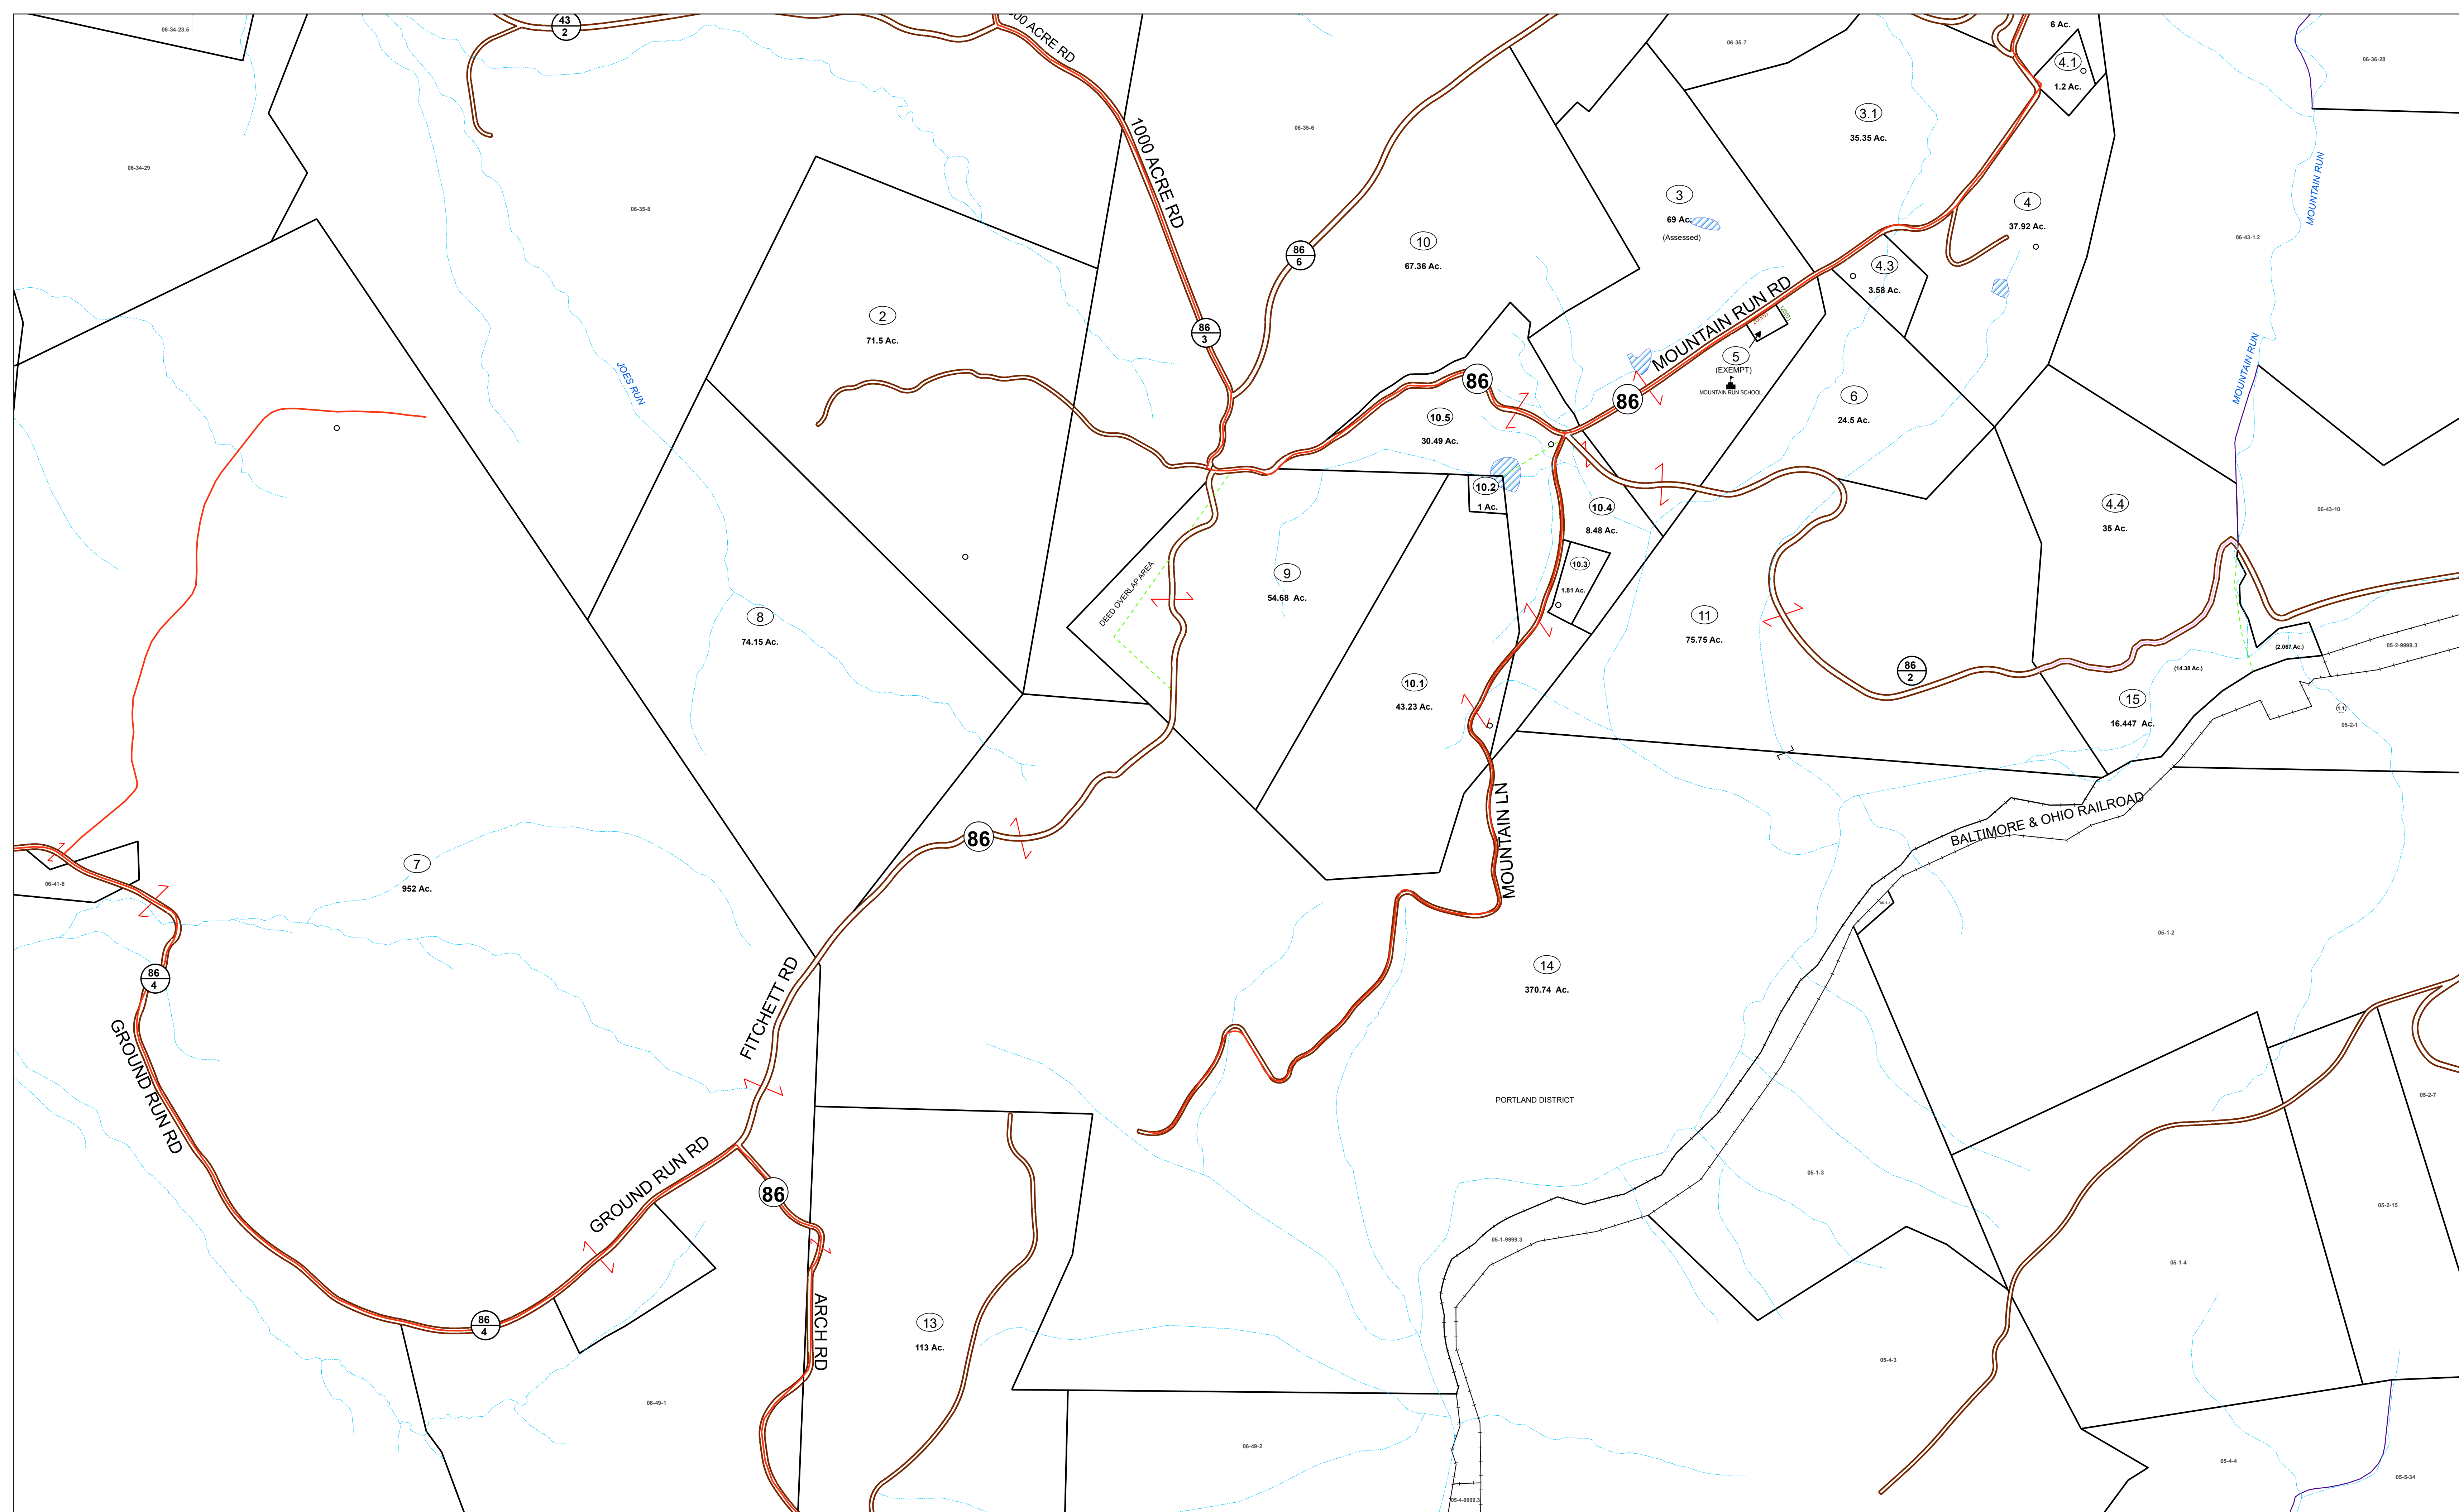 06-34-23.5
43
2
1000 ACRE RD
6 Ac.
4.1
1.2 Ac.
06-35-7
06-36-28
3.1
35.35 Ac.
1000 ACRE RD
06-35-6
06-34-29
06-35-8
3
69 Ac.
(Assessed)
4
37.92 Ac.
MOUNTAIN RUN
06-43-1.2
10
67.36 Ac.
86
6
4.3
3.58 Ac.
2
71.5 Ac.
86
3
MOUNTAIN RUN RD
5
(EXEMPT)
MOUNTAIN RUN SCHOOL
JOES RUN
86
86
MOUNTAIN RUN
6
24.5 Ac.
10.5
30.49 Ac.
10.2
1 Ac.
10.4
8.48 Ac.
4.4
35 Ac.
06-43-10
DEED OVERLAP AREA
9
54.68 Ac.
10.3
1.81 Ac.
8
74.15 Ac.
11
75.75 Ac.
86
2
(2.067 Ac.)
05-2-9999.3
(14.38 Ac.)
10.1
43.23 Ac.
15
16.447 Ac.
05-2-1
86
MOUNTAIN LN
BALTIMORE & OHIO RAILROAD
7
952 Ac.
06-41-8
05-1-2
86
4
FITCHETT RD
14
370.74 Ac.
GROUND RUN RD
PORTLAND DISTRICT
05-2-7
GROUND RUN RD
86
05-1-3
05-2-15
05-1-9999.3
05-1-4
86
4
ARCH RD
13
113 Ac.
05-4-3
06-49-1
06-49-2
05-4-4
05-5-34
05-4-9999.3